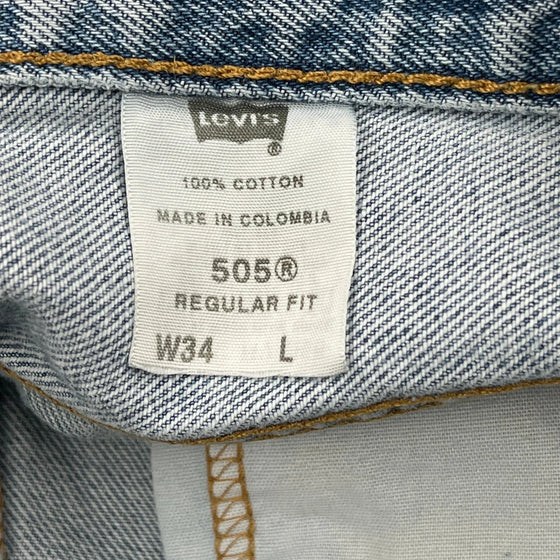 Levi's
®
100% COTTON
MADE IN COLOMBIA
505®
REGULAR FIT
W34 L